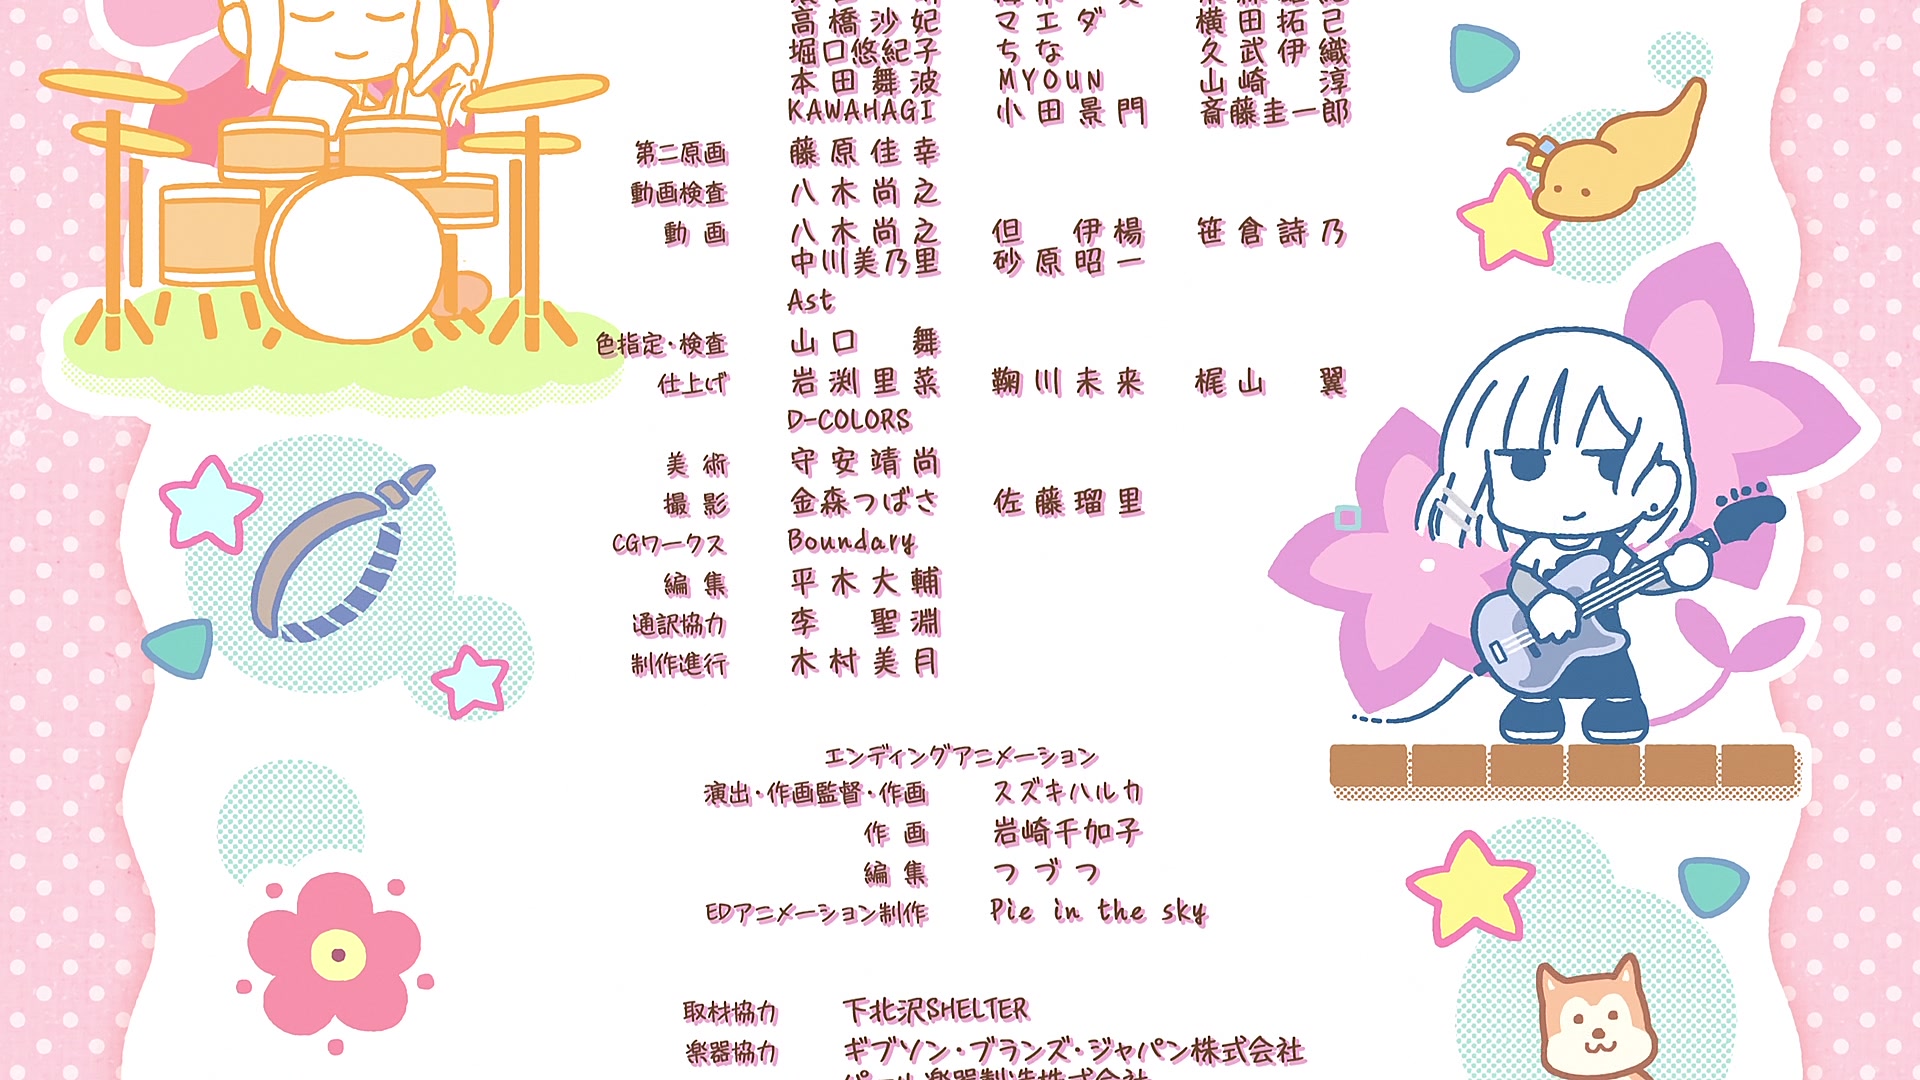 高橋沙妃 マエダ 横田拓己
堀口悠紀子 ちな 久武伊織
本田舞波 MYOUN 山崎 淳
KAWAHAGI 小田景門 斎藤圭一郎
第二原画 藤原佳幸
動画検査 八木尚之
動画 八木尚之 但 伊楊 笹倉詩乃
中川美乃里 砂原昭一
Ast
色指定・検査 山口 舞
仕上げ 岩渕里菜 鞠川未来 梶山 翼
D-COLORS
美術 守安靖尚
撮影 金森つばさ 佐藤瑠里
CGワークス Boundary
編集 平木大輔
通訳協力 李 聖淵
制作進行 木村美月
エンディングアニメーション
演出・作画監督・作画 スズキハルカ
作画 岩崎千加子
編集 つづつ
EDアニメーション制作 Pie in the sky
取材協力 下北沢SHELTER
楽器協力 ギブソン・ブランズ・ジャパン株式会社
パール楽器製造株式会社